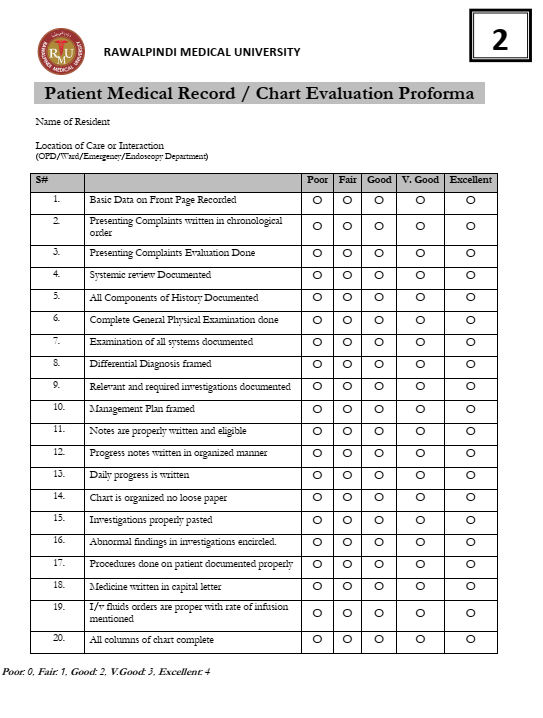 2
RMU
RAWALPINDI MEDICAL UNIVERSITY
Patient Medical Record / Chart Evaluation Proforma
Name of Resident
Location of Care or Interaction
(OPD/Ward/Emergency/Endoscopy Department)
S# Poor Fair Good V. Good Excellent
1. Basic Data on Front Page Recorded
2. Presenting Complaints written in chronological
order
3. Presenting Complaints Evaluation Done
4. Systemic review Documented
5. All Components of History Documented
6. Complete General Physical Examination done
7. Examination of all systems documented
8. Differential Diagnosis framed
9. Relevant and required investigations documented
10. Management Plan framed
11. Notes are properly written and eligible
12. Progress notes written in organized manner
13. Daily progress is written
14. Chart is organized no loose paper
15. Investigations properly pasted
16. Abnormal findings in investigations encircled.
17. Procedures done on patient documented properly
18. Medicine written in capital letter
19. I/v fluids orders are proper with rate of infusion
mentioned
20. All columns of chart complete
Poor: 0, Fair: 1, Good: 2, V.Good: 3, Excellent: 4